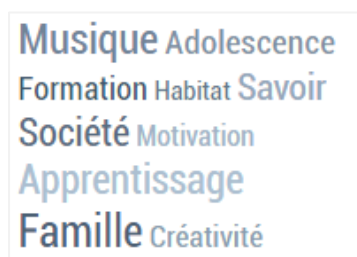 Musique Adolescence
Formation Habitat Savoir
Société Motivation
Apprentissage
Famille Créativité